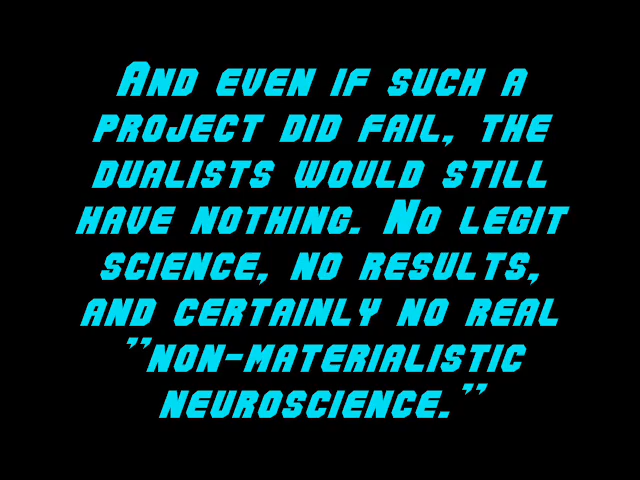 And even if such a
project did fail, the
dualists would still
have nothing. No legit
science, no results,
and certainly no real
"non-materialistic
neuroscience."